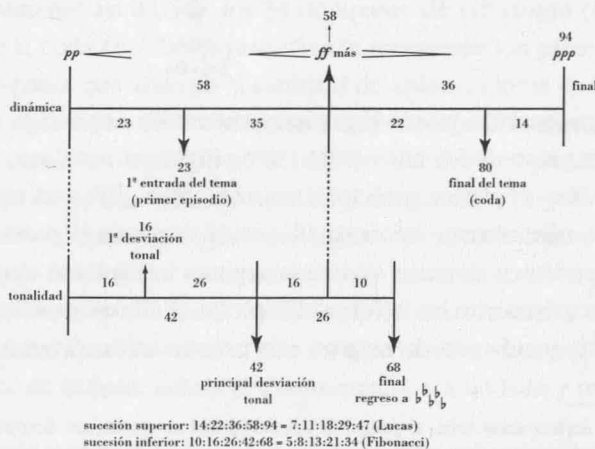 58
94
pp
ff más
ppp
58
36
final
dinámica
23
35
22
14
23
80
1ª entrada del tema
final del tema
(primer episodio)
(coda)
16
1ª desviación
tonal
16
26
16
10
tonalidad
42
26
42
68
principal desviación
final
tonal
regreso a ♭♭♭♭♭
sucesión superior: 14:22:36:58:94 = 7:11:18:29:47 (Lucas)
sucesión inferior: 10:16:26:42:68 = 5:8:13:21:34 (Fibonacci)